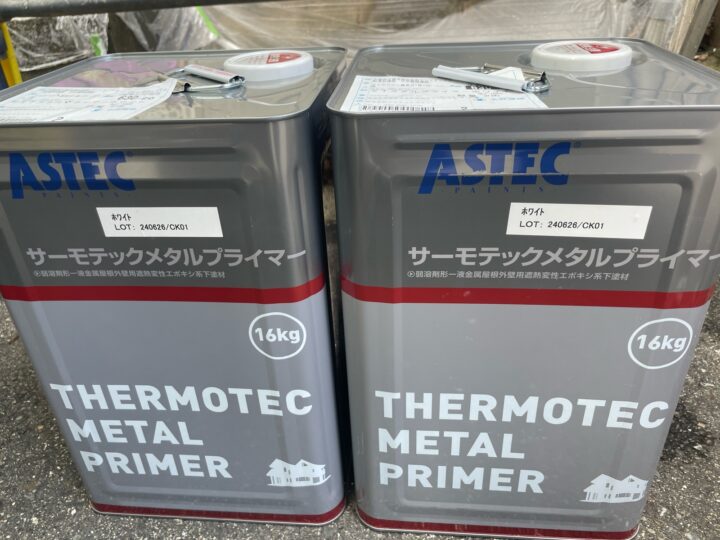 ASTEC
PAINTS
ホワイト
LOT: 240626/CK01
サーモテックメタルプライマー
弱溶剤形一液金属屋根外壁用遮熱変性エポキシ系下塗材
16kg
THERMOTEC
METAL
PRIMER
ASTEC
PAINTS
ホワイト
LOT: 240626/CK01
サーモテックメタルプライマー
弱溶剤形一液金属屋根外壁用遮熱変性エポキシ系下塗材
16kg
THERMOTEC
METAL
PRIMER